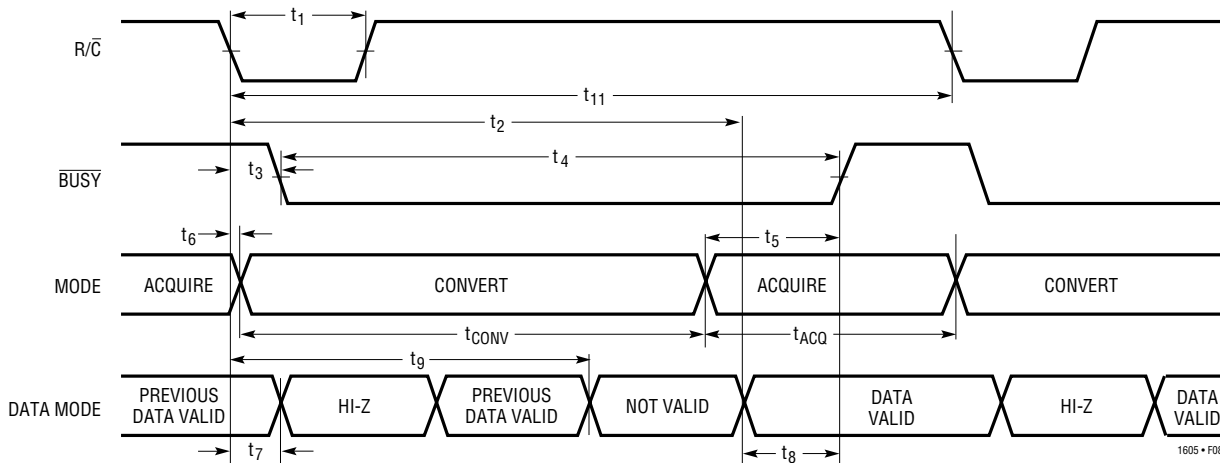 t1
R/C̅
t11
t2
t3
t4
B̅U̅S̅Y̅
t6
t5
MODE
ACQUIRE
CONVERT
ACQUIRE
CONVERT
tCONV
tACQ
t9
DATA MODE
PREVIOUS
DATA VALID
HI-Z
PREVIOUS
DATA VALID
NOT VALID
DATA
VALID
HI-Z
DATA
VALID
t7
t8
1605 • F08